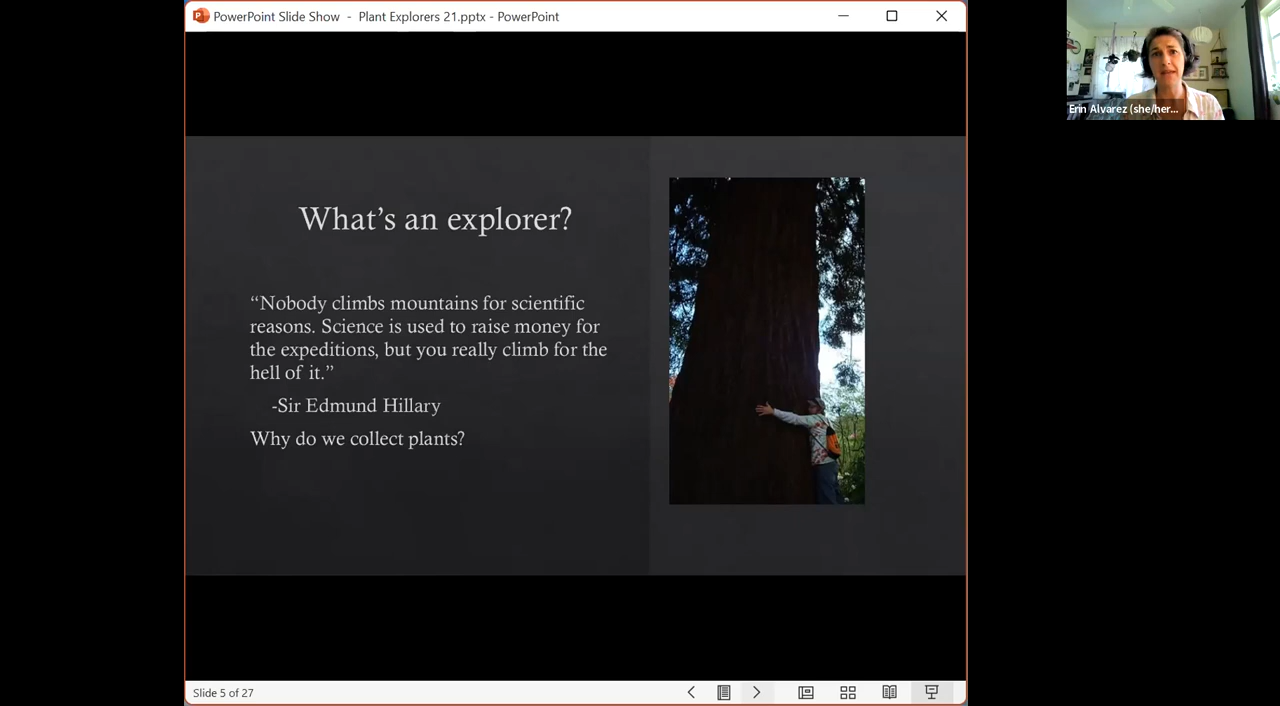 PowerPoint Slide Show - Plant Explorers 21.pptx - PowerPoint
Erin Alvarez (she/her...
What’s an explorer?
“Nobody climbs mountains for scientific
reasons. Science is used to raise money for
the expeditions, but you really climb for the
hell of it.”
-Sir Edmund Hillary
Why do we collect plants?
Slide 5 of 27